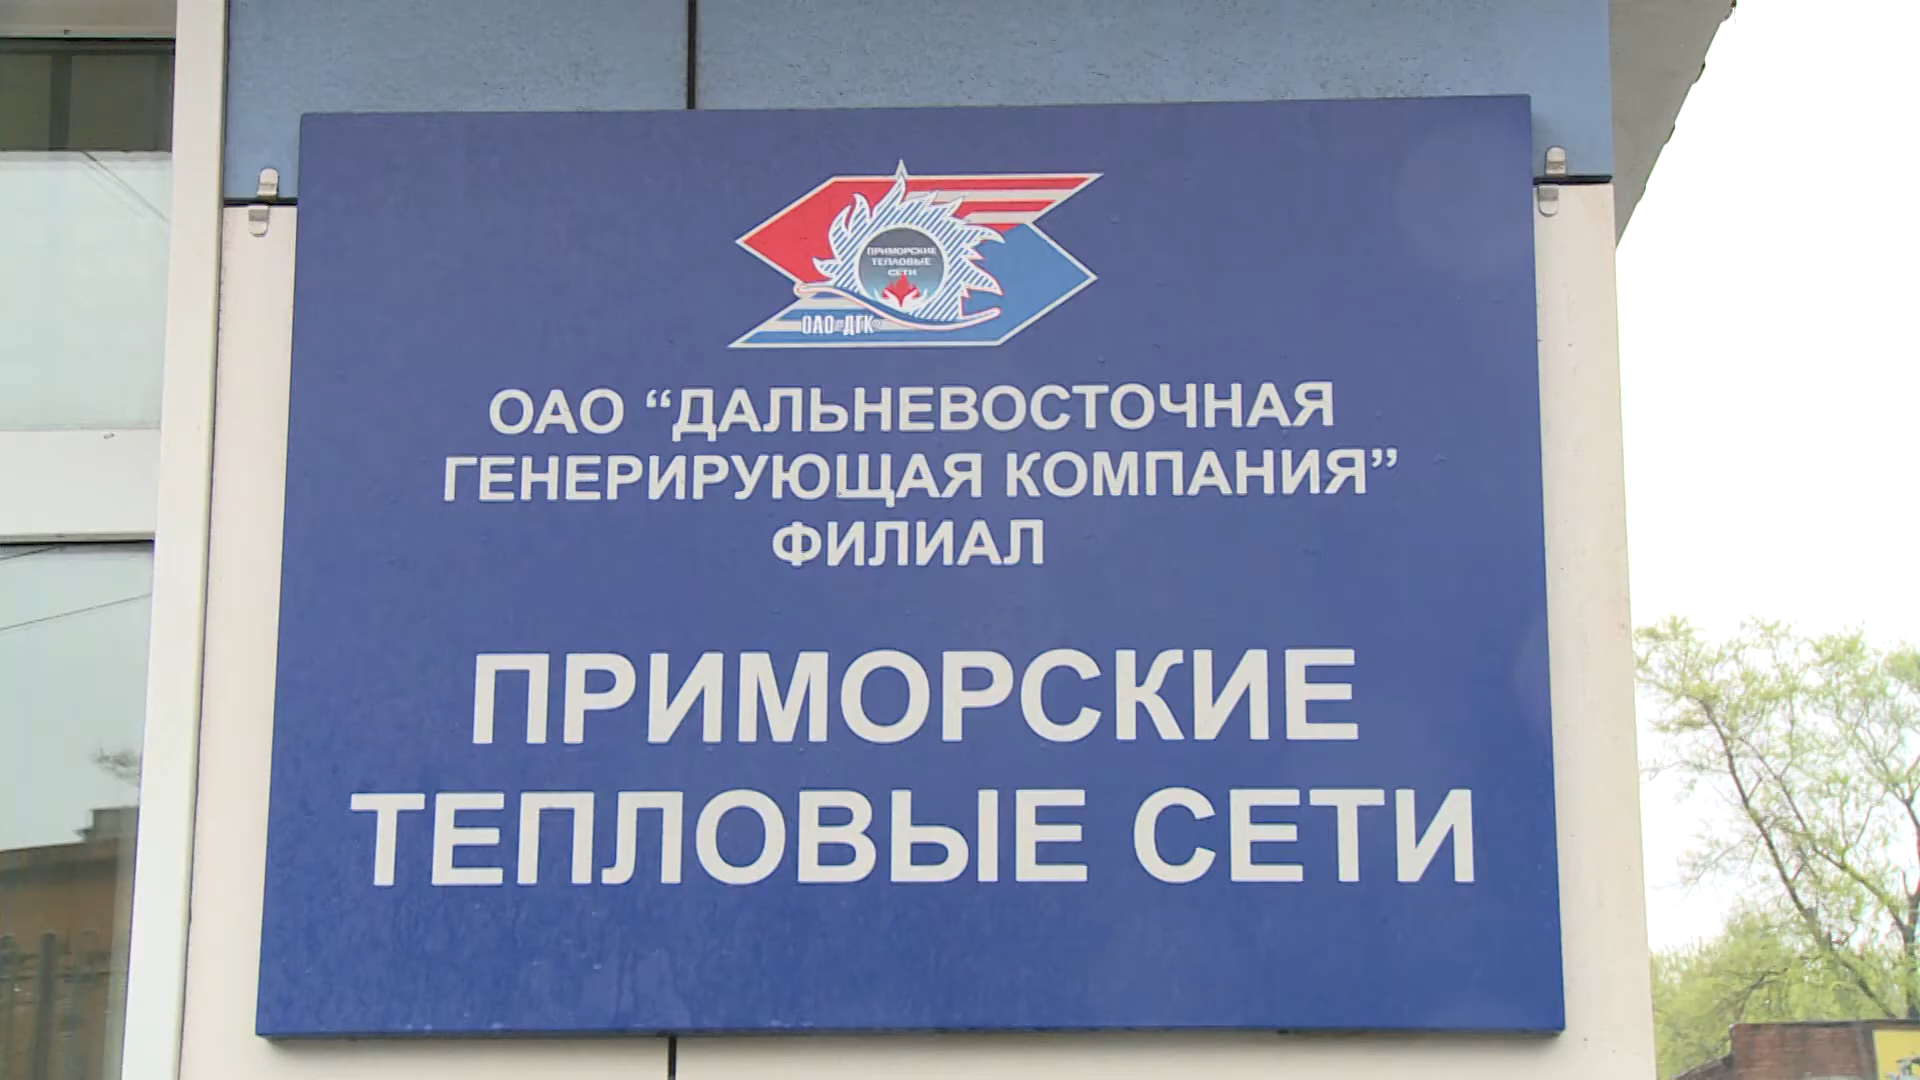 ПРИМОРСКИЕ
ТЕПЛОВЫЕ
СЕТИ
ОАО "ДГК"
ОАО “ДАЛЬНЕВОСТОЧНАЯ
ГЕНЕРИРУЮЩАЯ КОМПАНИЯ”
ФИЛИАЛ
ПРИМОРСКИЕ
ТЕПЛОВЫЕ СЕТИ